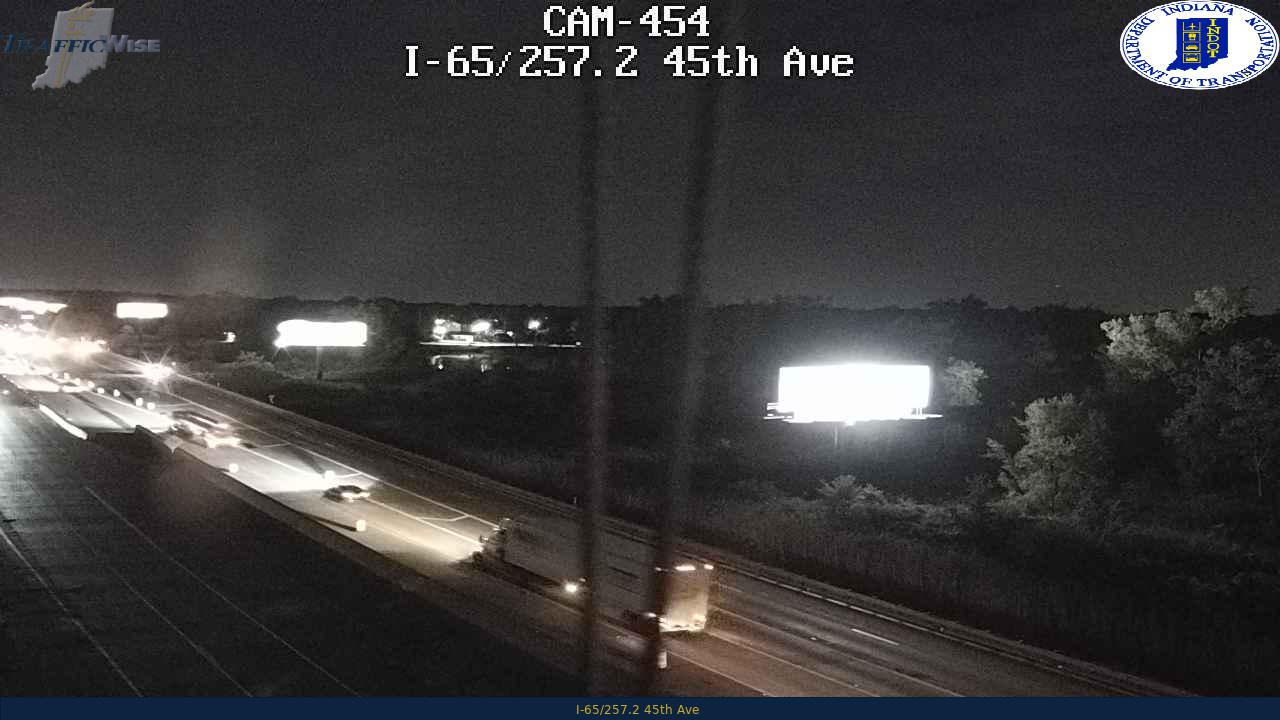 CAM-454
I-65/257.2 45th Ave
TRAFFICWISE
INDIANA
DEPARTMENT OF TRANSPORTATION
INDOT
I-65/257.2 45th Ave